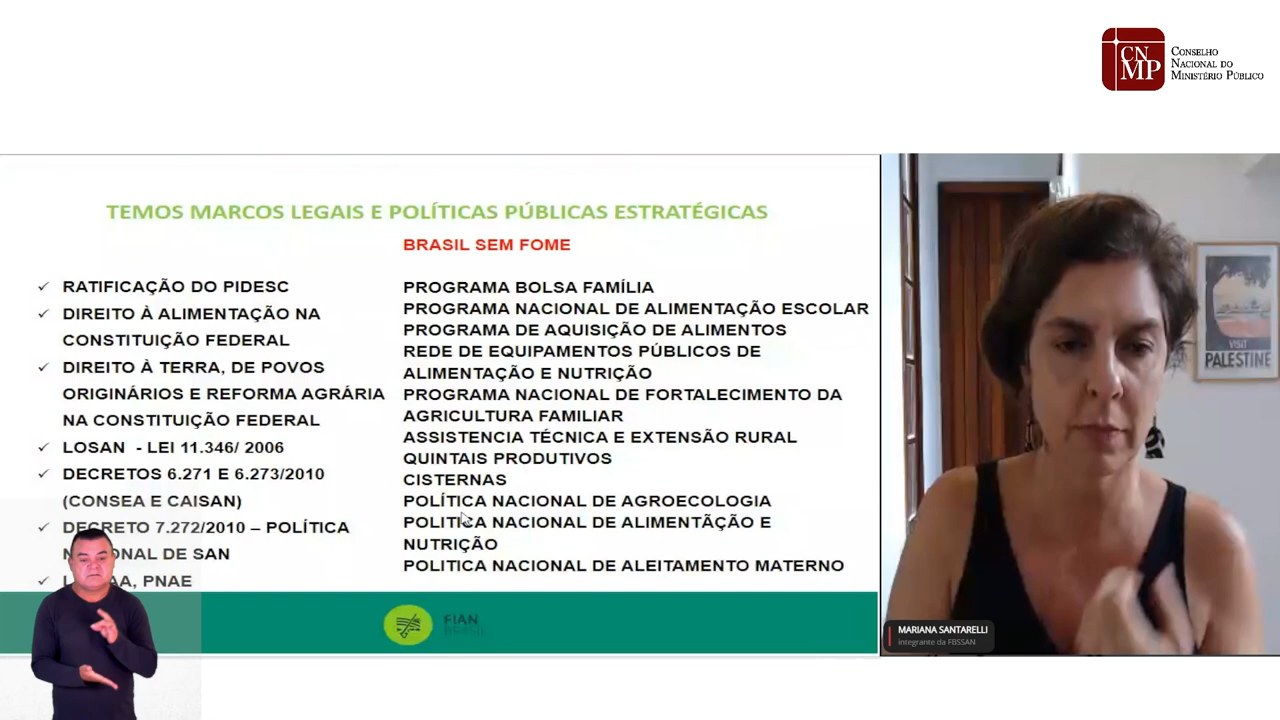 CN
MP
CONSELHO
NACIONAL DO
MINISTÉRIO PÚBLICO
TEMOS MARCOS LEGAIS E POLÍTICAS PÚBLICAS ESTRATÉGICAS
RATIFICAÇÃO DO PIDESC
DIREITO À ALIMENTAÇÃO NA
CONSTITUIÇÃO FEDERAL
DIREITO À TERRA, DE POVOS
ORIGINÁRIOS E REFORMA AGRÁRIA
NA CONSTITUIÇÃO FEDERAL
LOSAN - LEI 11.346/ 2006
DECRETOS 6.271 E 6.273/2010
(CONSEA E CAISAN)
DECRETO 7.272/2010 – POLÍTICA
DE SAN
PNAE
BRASIL SEM FOME
PROGRAMA BOLSA FAMÍLIA
PROGRAMA NACIONAL DE ALIMENTAÇÃO ESCOLAR
PROGRAMA DE AQUISIÇÃO DE ALIMENTOS
REDE DE EQUIPAMENTOS PÚBLICOS DE
ALIMENTAÇÃO E NUTRIÇÃO
PROGRAMA NACIONAL DE FORTALECIMENTO DA
AGRICULTURA FAMILIAR
ASSISTENCIA TÉCNICA E EXTENSÃO RURAL
QUINTAIS PRODUTIVOS
CISTERNAS
POLÍTICA NACIONAL DE AGROECOLOGIA
POLITICA NACIONAL DE ALIMENTÃÇÃO E
NUTRIÇÃO
POLITICA NACIONAL DE ALEITAMENTO MATERNO
FIAN
BRASIL
VISIT
PALESTINE
MARIANA SANTARELLI
integrante da FBSSAN